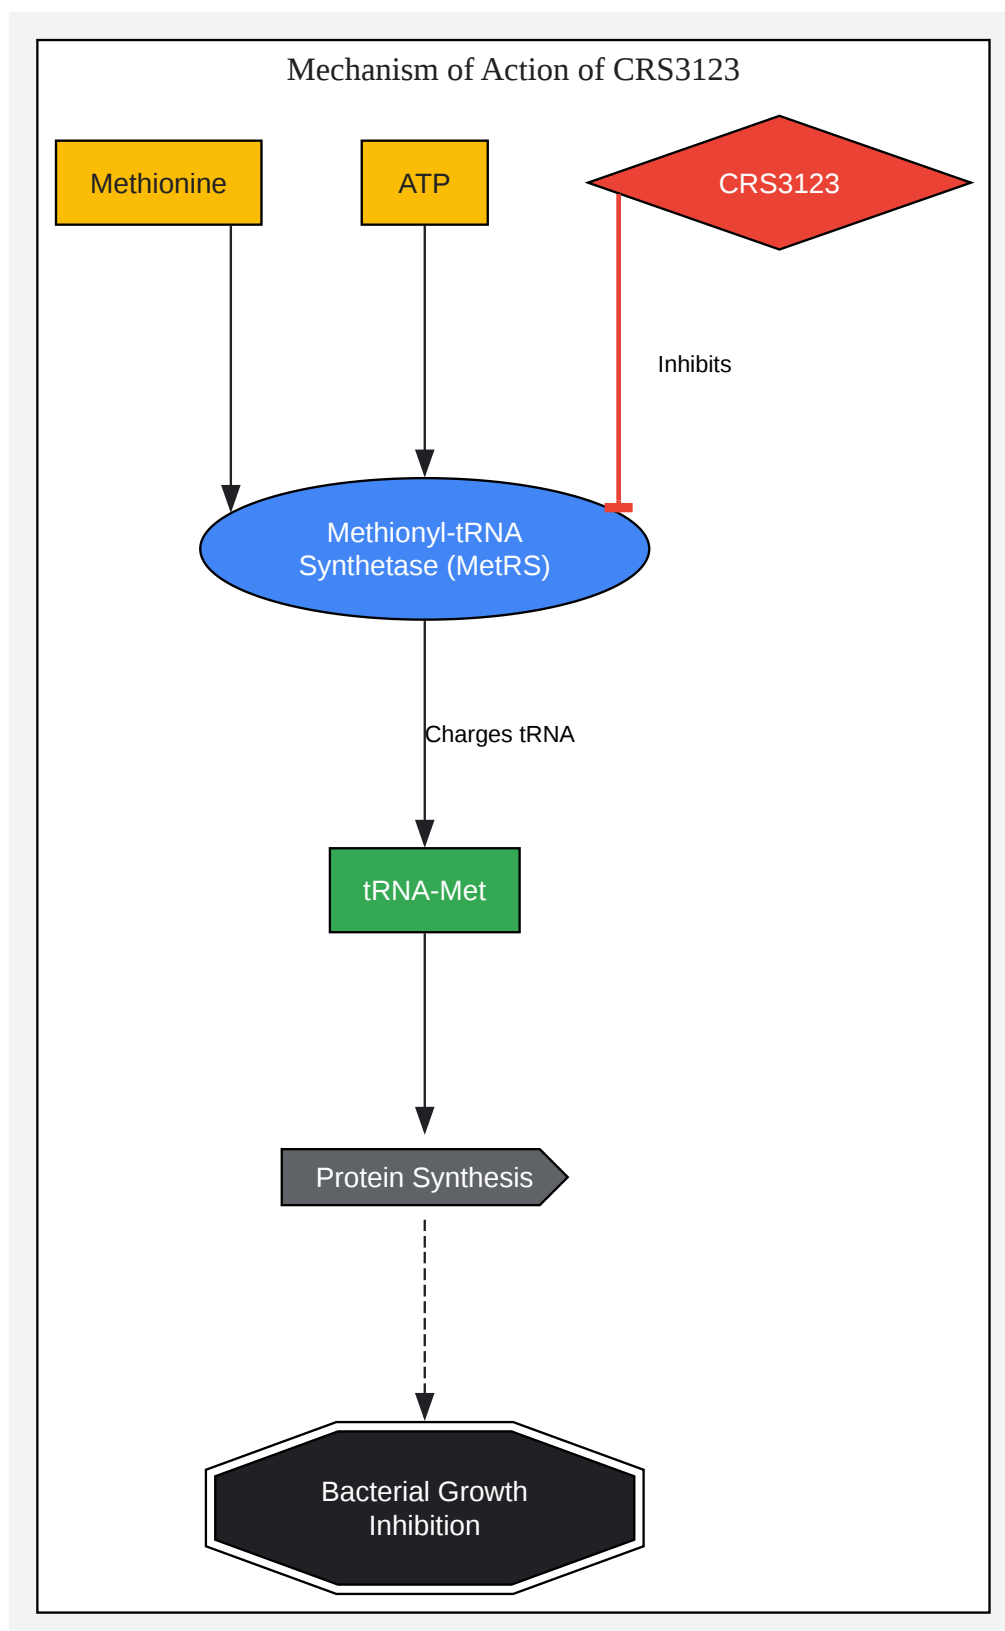 Mechanism of Action of CRS3123
Methionine
ATP
CRS3123
Inhibits
Methionyl-tRNA
Synthetase (MetRS)
Charges tRNA
tRNA-Met
Protein Synthesis
Bacterial Growth
Inhibition